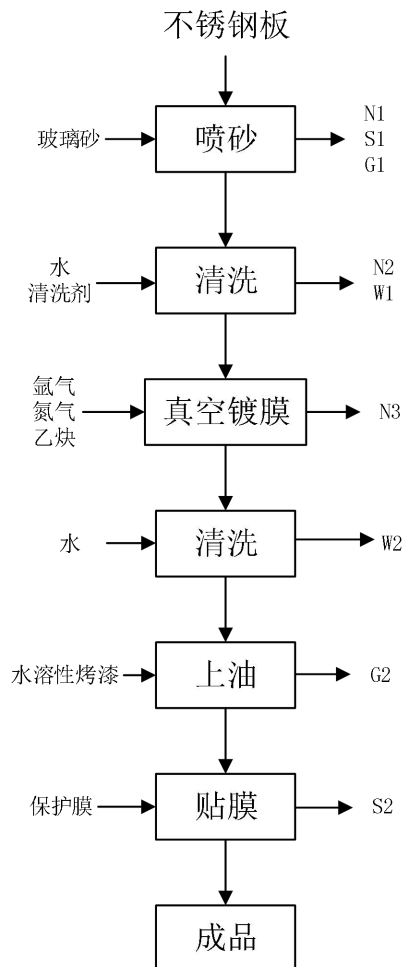 不锈钢板
玻璃砂
喷砂
N1
S1
G1
水
清洗剂
清洗
N2
W1
氩气
氮气
乙炔
真空镀膜
N3
水
清洗
W2
水溶性烤漆
上油
G2
保护膜
贴膜
S2
成品